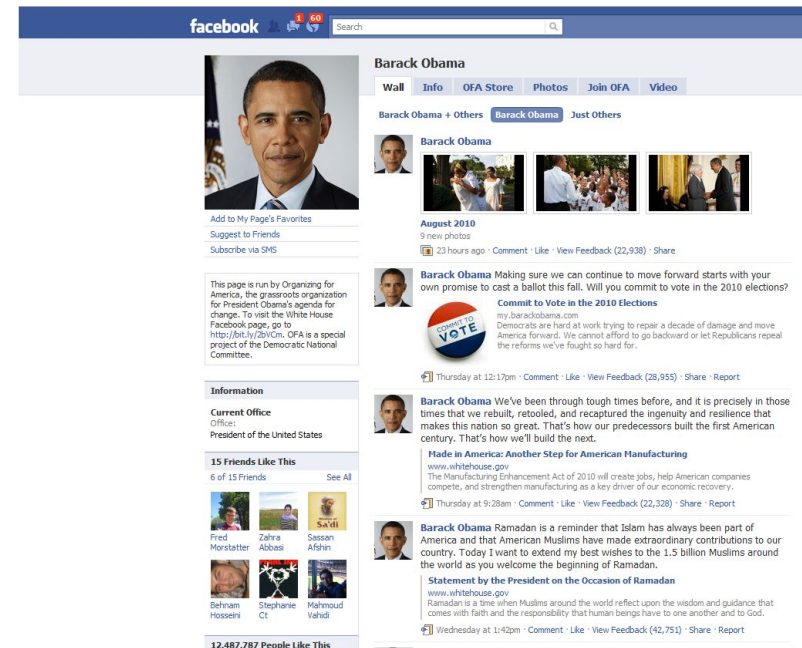 facebook
1
60
Search
Barack Obama
Wall Info OFA Store Photos Join OFA Video
Barack Obama + Others Barack Obama Just Others
Barack Obama
August 2010
9 new photos
23 hours ago · Comment · Like · View Feedback (22,938) · Share
Add to My Page's Favorites
Suggest to Friends
Subscribe via SMS
This page is run by Organizing for
America, the grassroots organization
for President Obama's agenda for
change. To visit the White House
Facebook page, go to
http://bit.ly/2bVCm. OFA is a special
project of the Democratic National
Committee.
Information
Current Office
Office:
President of the United States
15 Friends Like This
6 of 15 Friends See All
Fred
Morstatter
Zahra
Abbasi
Sa'di
Sassan
Afshin
Behnam
Hosseini
Stephanie
Ct
Mahmoud
Vahidi
12,487,787 People Like This
Barack Obama Making sure we can continue to move forward starts with your
own promise to cast a ballot this fall. Will you commit to vote in the 2010 elections?
COMMIT TO
VOTE
Commit to Vote in the 2010 Elections
my.barackobama.com
Democrats are hard at work trying to repair a decade of damage and move
America forward. We cannot afford to go backward or let Republicans repeal
the reforms we've fought so hard for.
Thursday at 12:17pm · Comment · Like · View Feedback (28,955) · Share · Report
Barack Obama We've been through tough times before, and it is precisely in those
times that we rebuilt, retooled, and recaptured the ingenuity and resilience that
makes this nation so great. That's how our predecessors built the first American
century. That's how we'll build the next.
Made in America: Another Step for American Manufacturing
www.whitehouse.gov
The Manufacturing Enhancement Act of 2010 will create jobs, help American companies
compete, and strengthen manufacturing as a key driver of our economic recovery.
Thursday at 9:28am · Comment · Like · View Feedback (22,328) · Share · Report
Barack Obama Ramadan is a reminder that Islam has always been part of
America and that American Muslims have made extraordinary contributions to our
country. Today I want to extend my best wishes to the 1.5 billion Muslims around
the world as you welcome the beginning of Ramadan.
Statement by the President on the Occasion of Ramadan
www.whitehouse.gov
Ramadan is a time when Muslims around the world reflect upon the wisdom and guidance that
comes with faith and the responsibility that human beings have to one another and to God.
Wednesday at 1:42pm · Comment · Like · View Feedback (42,751) · Share · Report